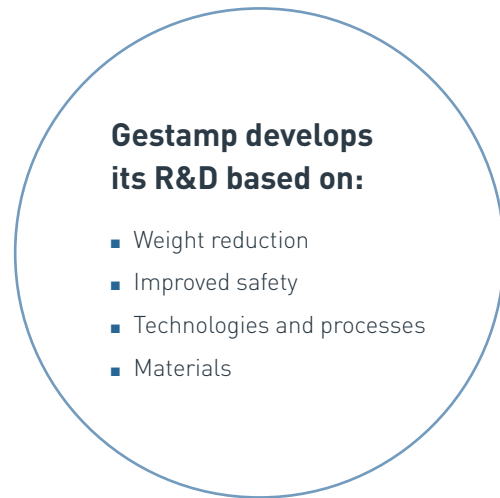 Gestamp develops
its R&D based on:
▪ Weight reduction
▪ Improved safety
▪ Technologies and processes
▪ Materials